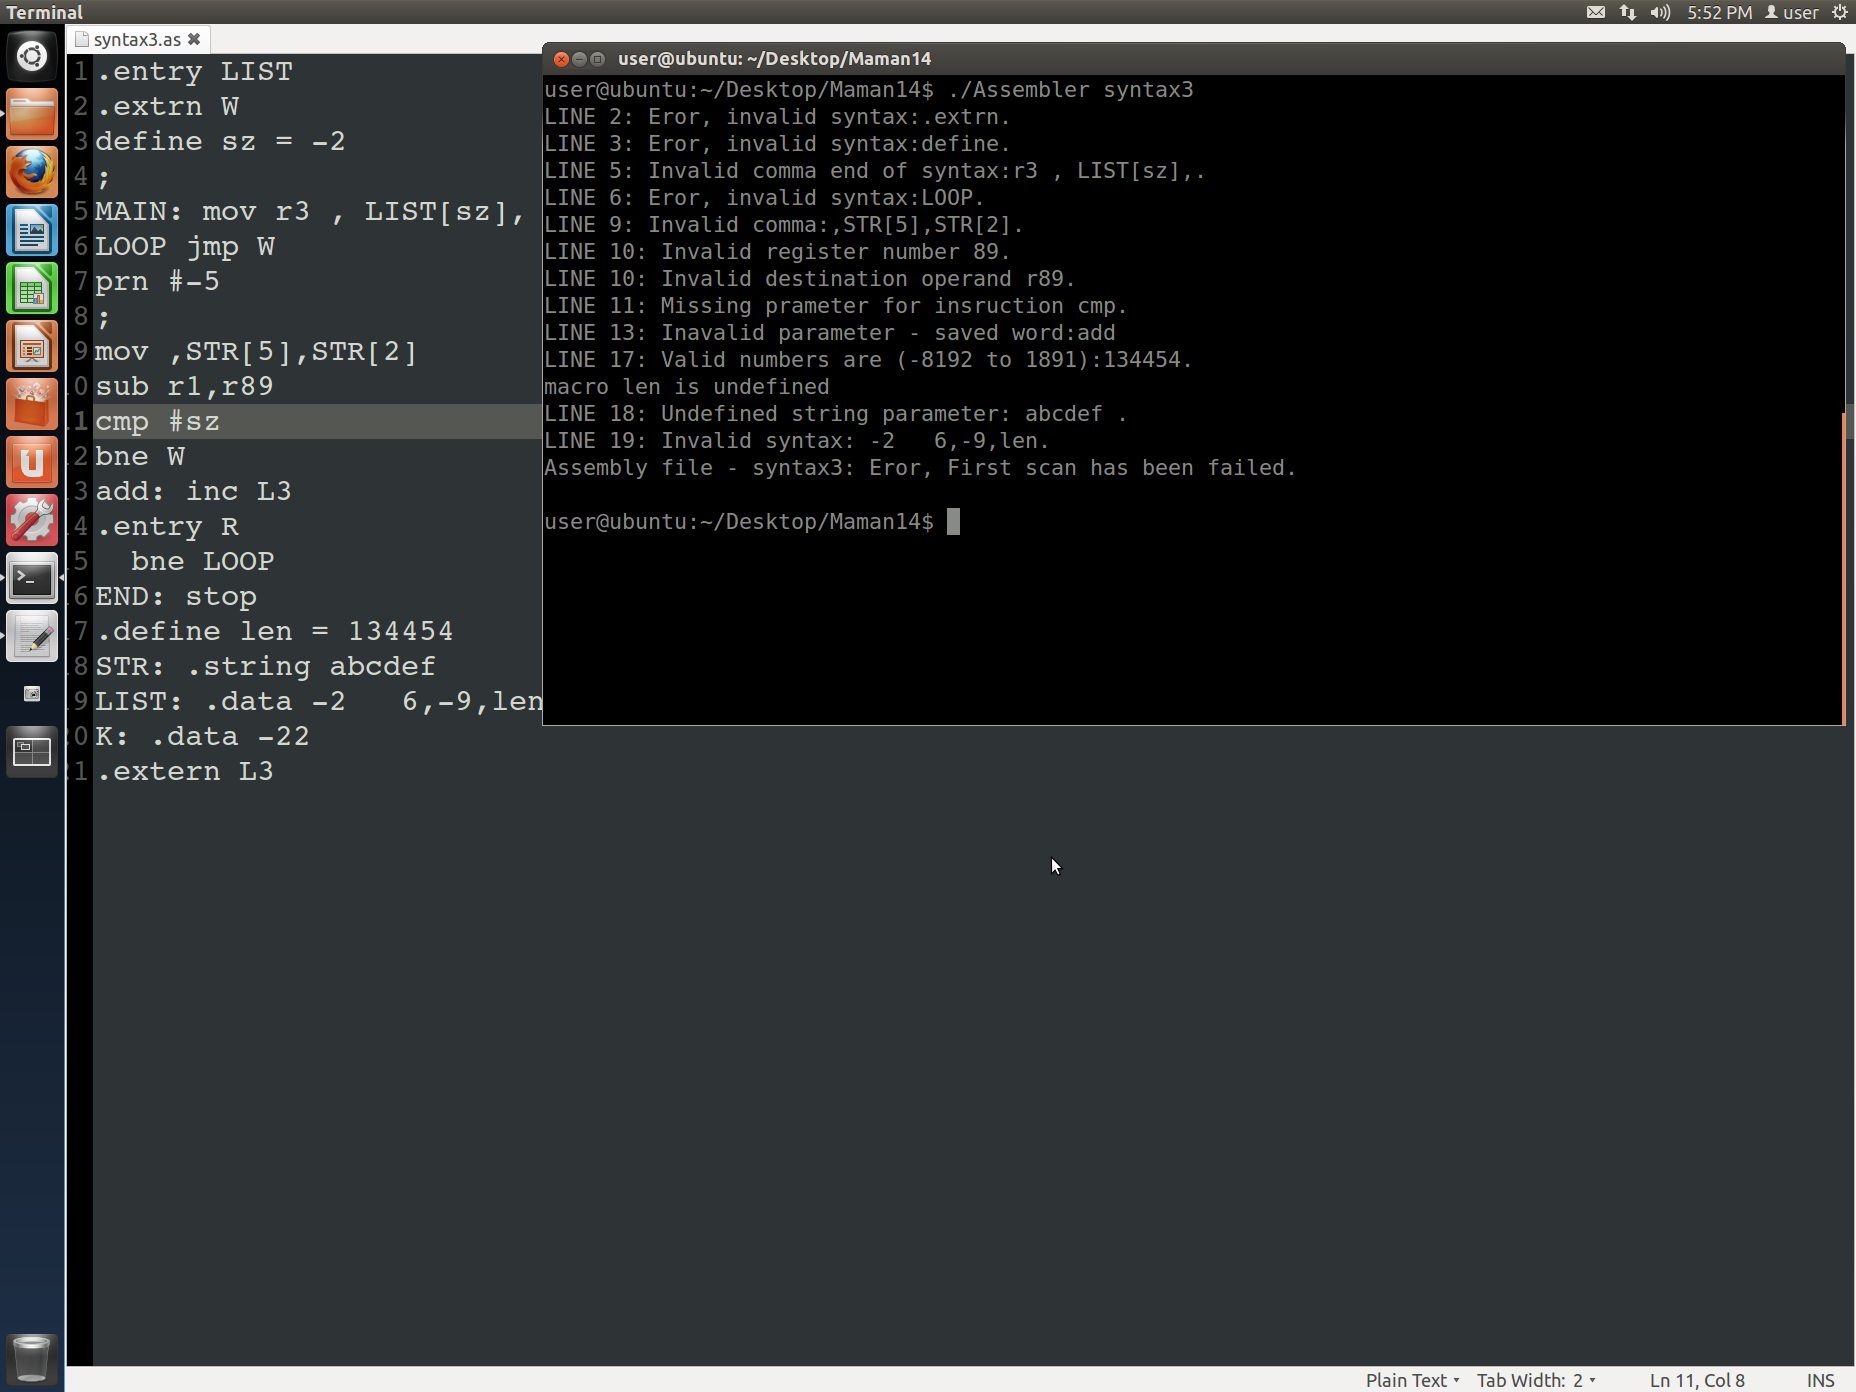 Terminal
5:52 PM user
syntax3.as
1 .entry LIST
2 .extrn W
3 define sz = -2
4 ;
5 MAIN: mov r3 , LIST[sz],
6 LOOP jmp W
7 prn #-5
8 ;
9 mov ,STR[5],STR[2]
0 sub r1,r89
1 cmp #sz
2 bne W
3 add: inc L3
4 .entry R
5   bne LOOP
6 END: stop
7 .define len = 134454
8 STR: .string abcdef
9 LIST: .data -2   6,-9,len
0 K: .data -22
1 .extern L3
user@ubuntu: ~/Desktop/Maman14
user@ubuntu:~/Desktop/Maman14$ ./Assembler syntax3
LINE 2: Eror, invalid syntax:.extrn.
LINE 3: Eror, invalid syntax:define.
LINE 5: Invalid comma end of syntax:r3 , LIST[sz],.
LINE 6: Eror, invalid syntax:LOOP.
LINE 9: Invalid comma:,STR[5],STR[2].
LINE 10: Invalid register number 89.
LINE 10: Invalid destination operand r89.
LINE 11: Missing prameter for insruction cmp.
LINE 13: Inavalid parameter - saved word:add
LINE 17: Valid numbers are (-8192 to 1891):134454.
macro len is undefined
LINE 18: Undefined string parameter: abcdef .
LINE 19: Invalid syntax: -2   6,-9,len.
Assembly file - syntax3: Eror, First scan has been failed.
user@ubuntu:~/Desktop/Maman14$
Plain Text Tab Width: 2 Ln 11, Col 8 INS